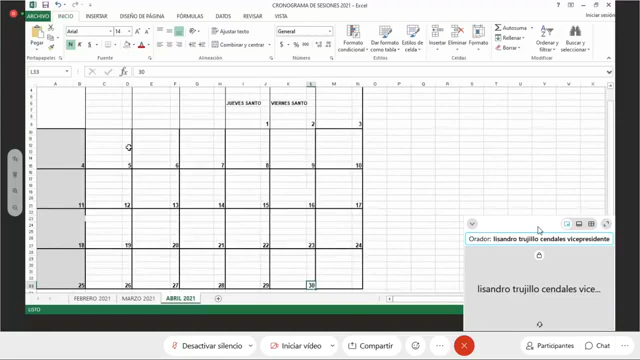 CRONOGRAMA DE SESIONES 2021 - Excel
ARCHIVO INICIO INSERTAR DISEÑO DE PÁGINA FÓRMULAS DATOS REVISAR VISTA
Iniciar sesión
Arial 14
General
Ajustar texto
Combinar y centrar
Pegar
Formato condicional
Dar formato como tabla
Estilos de celda
Autosuma
Rellenar
Borrar
Ordenar y filtrar
Buscar y seleccionar
Portapapeles Fuente Alineación Número Estilos Celdas Modificar
L33 30
A B C D E F G H I J K L M N
JUEVES SANTO VIERNES SANTO
1 2 3
4 5 6 7 8 9 10
11 12 13 14 15 16 17
18 19 20 21 22 23 24
25 26 27 28 29 30
Orador: lisandro trujillo cendales vicepresidente
lisandro trujillo cendales vice...
FEBRERO 2021 MARZO 2021 ABRIL 2021
LISTO
Desactivar silencio Iniciar vídeo Compartir Participantes Chat